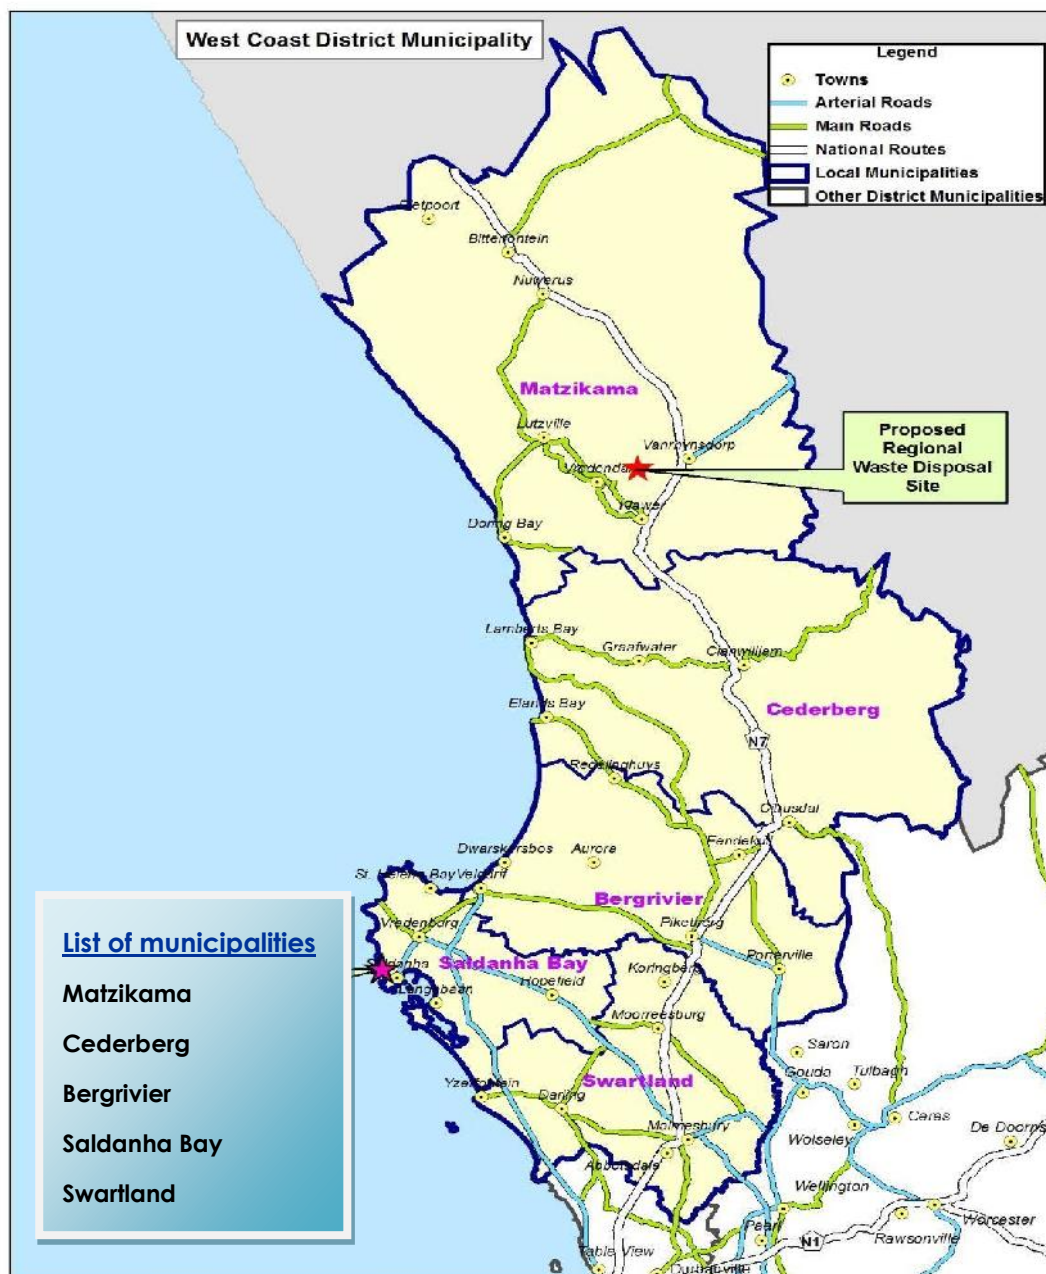 West Coast District Municipality
Legend
Towns
Arterial Roads
Main Roads
National Routes
Local Municipalities
Other District Municipalities
Bitterfontein
Nuwerus
Matzikama
Lutzville
Vanrhynsdorp
Proposed
Regional
Waste Disposal
Site
Klawer
Doring Bay
Lamberts Bay
Graafwater
Clanwilliam
Cederberg
Elands Bay
N7
Redelinghuys
Citrusdal
Eendekuil
Dwarskersbos
Aurora
St. Helena Bay
Bergrivier
Vredenburg
Piketberg
Saldanha Bay
Porterville
Saldanha
Koringberg
Langebaan
Hopefield
Moorreesburg
Saron
Swartland
Gouda
Tulbagh
Yzerfontein
Darling
Ceres
Malmesbury
Wolseley
De Doorns
Abbotsdale
Wellington
Paarl
Worcester
Rawsonville
N1
Table View
Durbanville
List of municipalities
Matzikama
Cederberg
Bergrivier
Saldanha Bay
Swartland